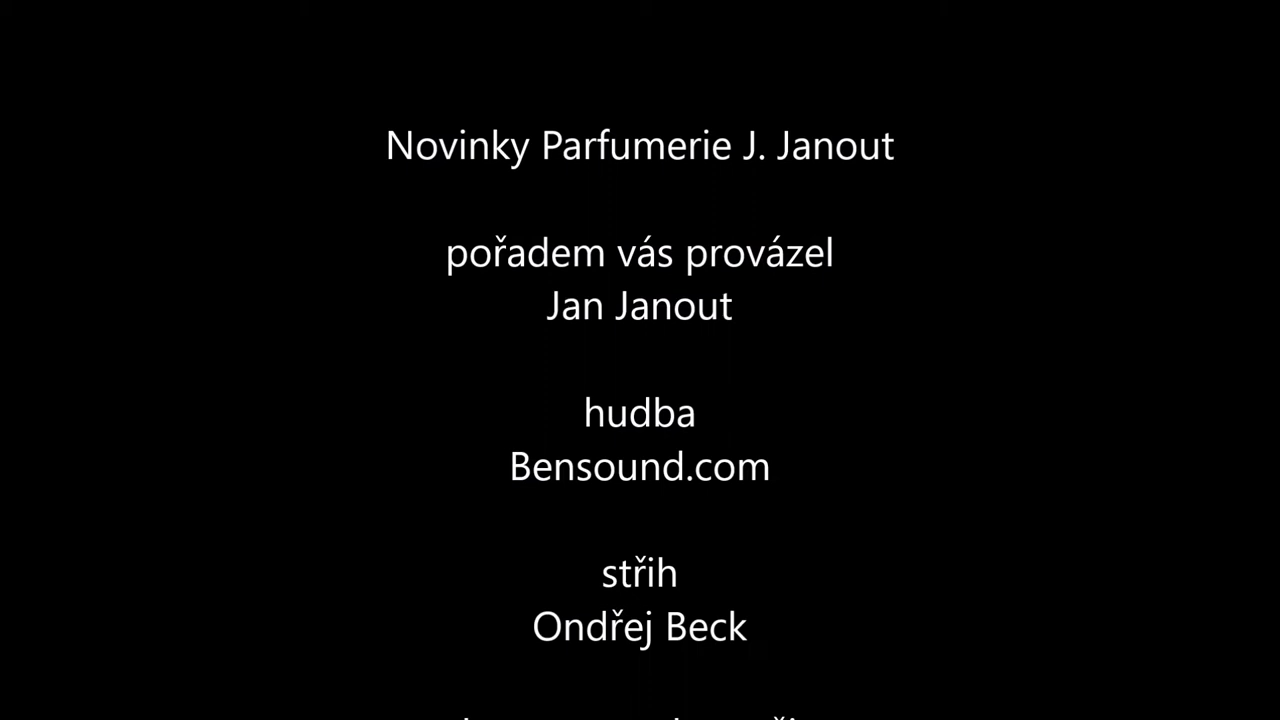 Novinky Parfumerie J. Janout
pořadem vás provázel
Jan Janout
hudba
Bensound.com
střih
Ondřej Beck